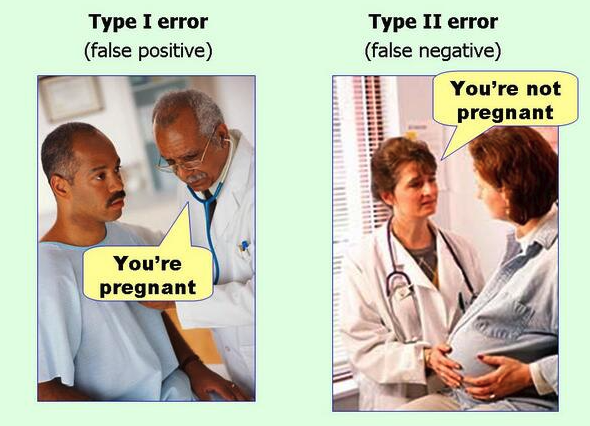 Type I error
(false positive)
You're
pregnant
Type II error
(false negative)
You're not
pregnant